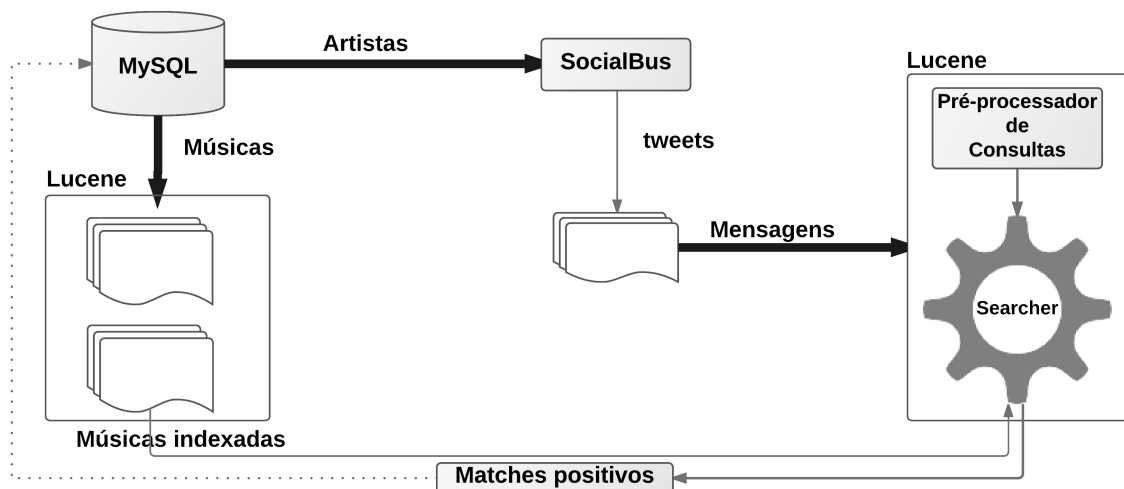 Artistas
MySQL
SocialBus
Lucene
Pré-processador
de
Consultas
Músicas
tweets
Lucene
Mensagens
Searcher
Músicas indexadas
Matches positivos